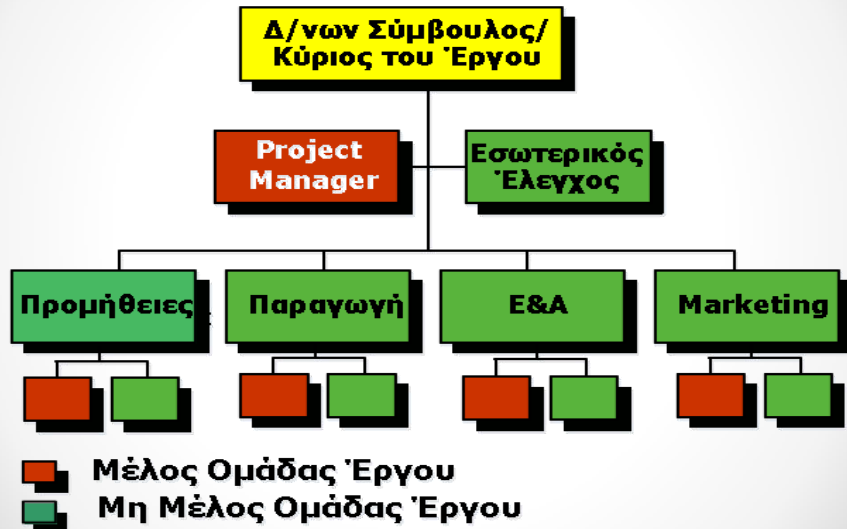 Δ/νων Σύμβουλος/
Κύριος του Έργου
Project
Manager
Εσωτερικός
Έλεγχος
Προμήθειες
Παραγωγή
Ε&Α
Marketing
Μέλος Ομάδας Έργου
Μη Μέλος Ομάδας Έργου